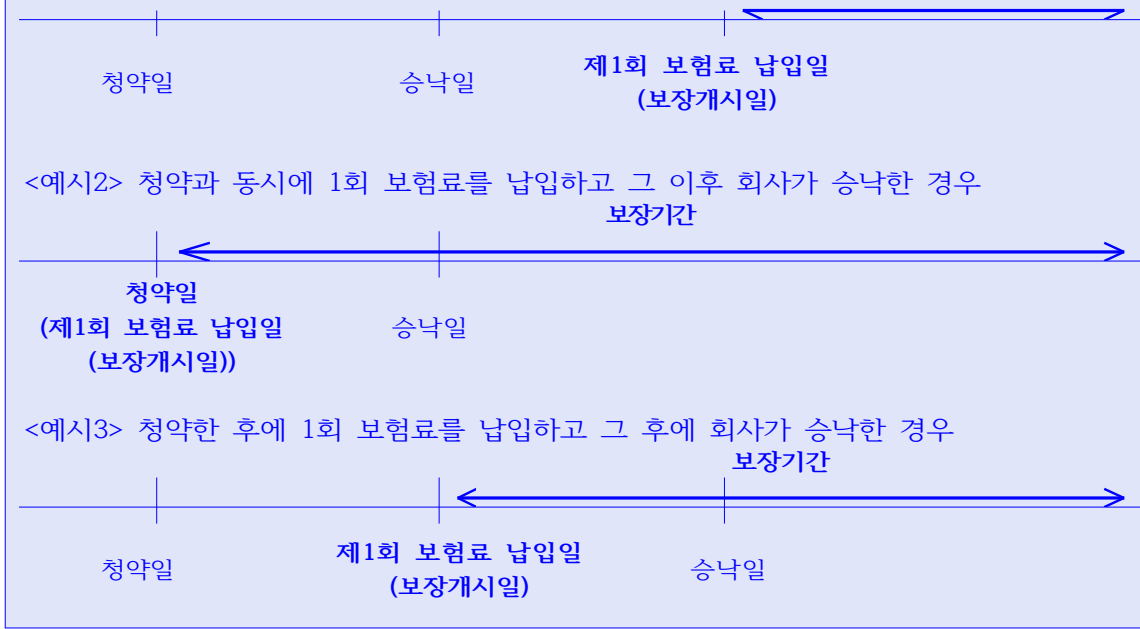 청약일 승낙일 제1회 보험료 납입일
(보장개시일)
<예시2> 청약과 동시에 1회 보험료를 납입하고 그 이후 회사가 승낙한 경우
보장기간
청약일
(제1회 보험료 납입일 승낙일
(보장개시일))
<예시3> 청약한 후에 1회 보험료를 납입하고 그 후에 회사가 승낙한 경우
보장기간
청약일 제1회 보험료 납입일 승낙일
(보장개시일)